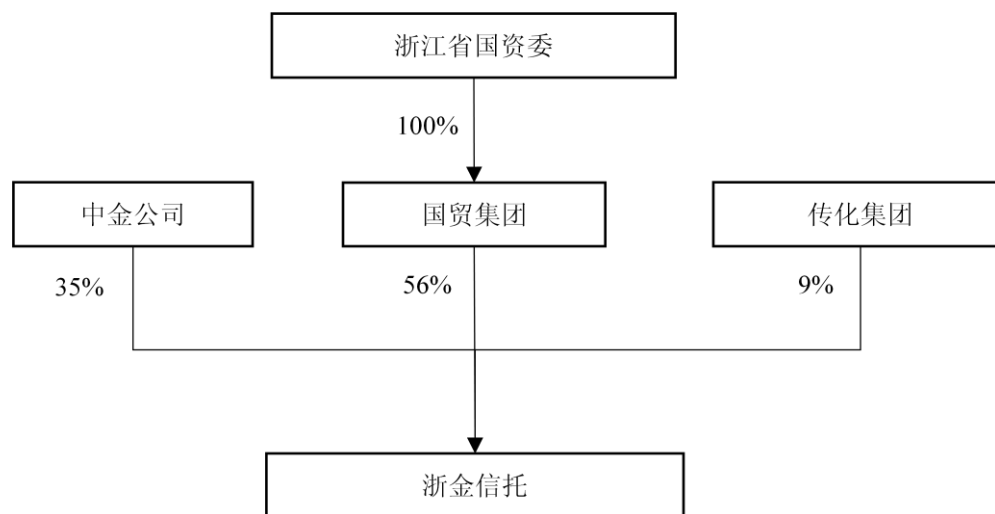 浙江省国资委
100%
中金公司
国贸集团
传化集团
35%
56%
9%
浙金信托